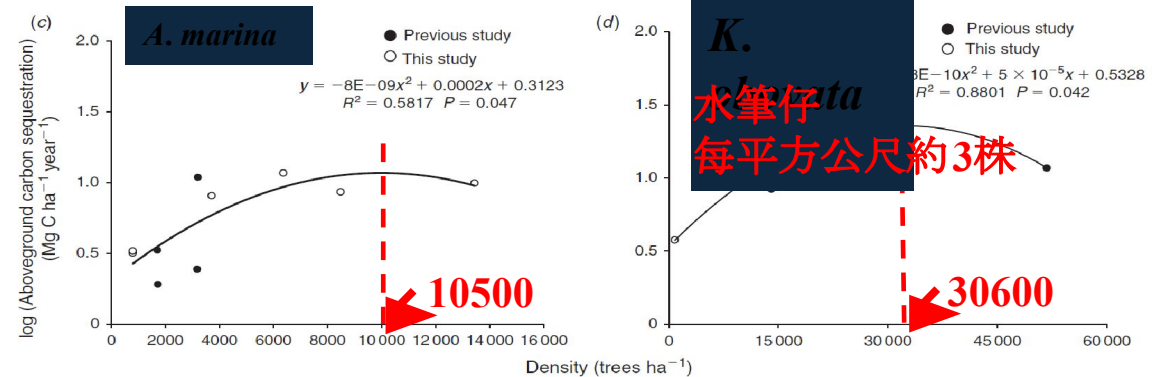 (c)
A. marina
Previous study
This study
y = −8E−09x² + 0.0002x + 0.3123
R² = 0.5817 P = 0.047
log (Aboveground carbon sequestration)
(Mg C ha⁻¹ year⁻¹)
2.0
1.5
1.0
0.5
0
10500
0 2000 4000 6000 8000 10 000 12 000 14 000 16 000
(d)
K.
Previous study
This study
E−10x² + 5 × 10⁻⁵x + 0.5328
R² = 0.8801 P = 0.042
水筆仔
每平方公尺約3株
2.0
1.5
1.0
0.5
0
30600
0 15 000 30 000 45 000 60 000
Density (trees ha⁻¹)